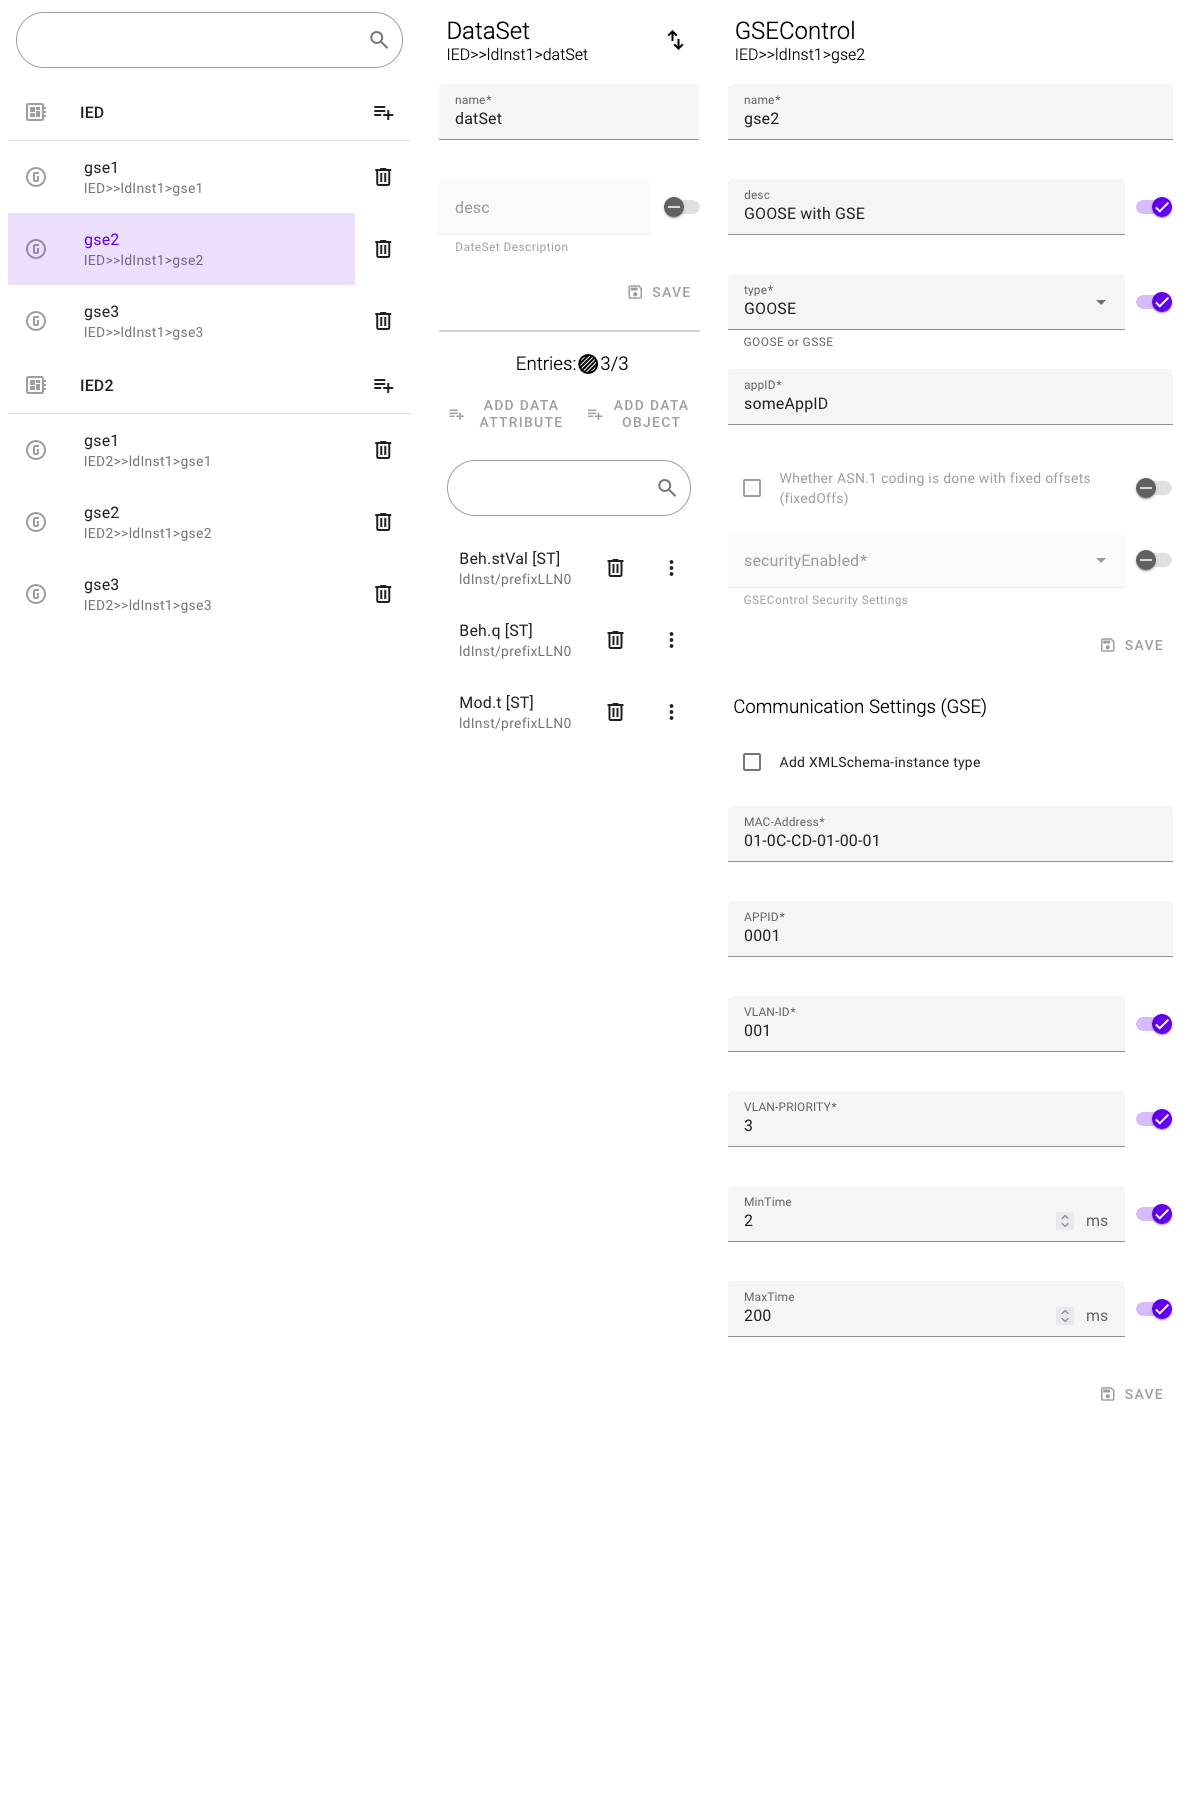 IED
gse1
IED>>ldInst1>gse1
gse2
IED>>ldInst1>gse2
gse3
IED>>ldInst1>gse3
IED2
gse1
IED2>>ldInst1>gse1
gse2
IED2>>ldInst1>gse2
gse3
IED2>>ldInst1>gse3
DataSet
IED>>ldInst1>datSet
name*
datSet
desc
DateSet Description
SAVE
Entries: 3/3
ADD DATA
ATTRIBUTE
ADD DATA
OBJECT
Beh.stVal [ST]
ldInst/prefixLLN0
Beh.q [ST]
ldInst/prefixLLN0
Mod.t [ST]
ldInst/prefixLLN0
GSEControl
IED>>ldInst1>gse2
name*
gse2
desc
GOOSE with GSE
type*
GOOSE
GOOSE or GSSE
appID*
someAppID
Whether ASN.1 coding is done with fixed offsets
(fixedOffs)
securityEnabled*
GSEControl Security Settings
SAVE
Communication Settings (GSE)
Add XMLSchema-instance type
MAC-Address*
01-0C-CD-01-00-01
APPID*
0001
VLAN-ID*
001
VLAN-PRIORITY*
3
MinTime
2 ms
MaxTime
200 ms
SAVE